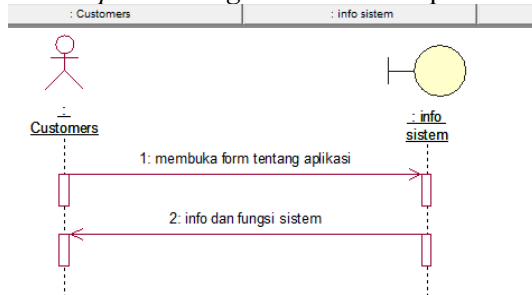 : Customers : info sistem
:
Customers
: info
sistem
1: membuka form tentang aplikasi
2: info dan fungsi sistem